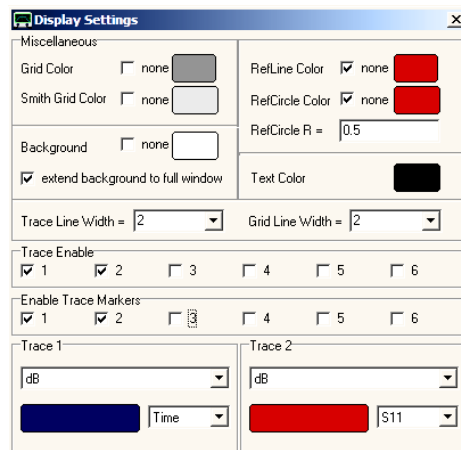 Display Settings
Miscellaneous
Grid Color none
RefLine Color none
Smith Grid Color none
RefCircle Color none
RefCircle R = 0.5
Background none
extend background to full window
Text Color
Trace Line Width = 2
Grid Line Width = 2
Trace Enable
1 2 3 4 5 6
Enable Trace Markers
1 2 3 4 5 6
Trace 1
Trace 2
dB
dB
Time
S11